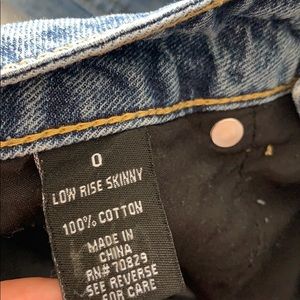 0
LOW RISE SKINNY
100% COTTON
MADE IN
CHINA
RN# 70829
SEE REVERSE
FOR CARE